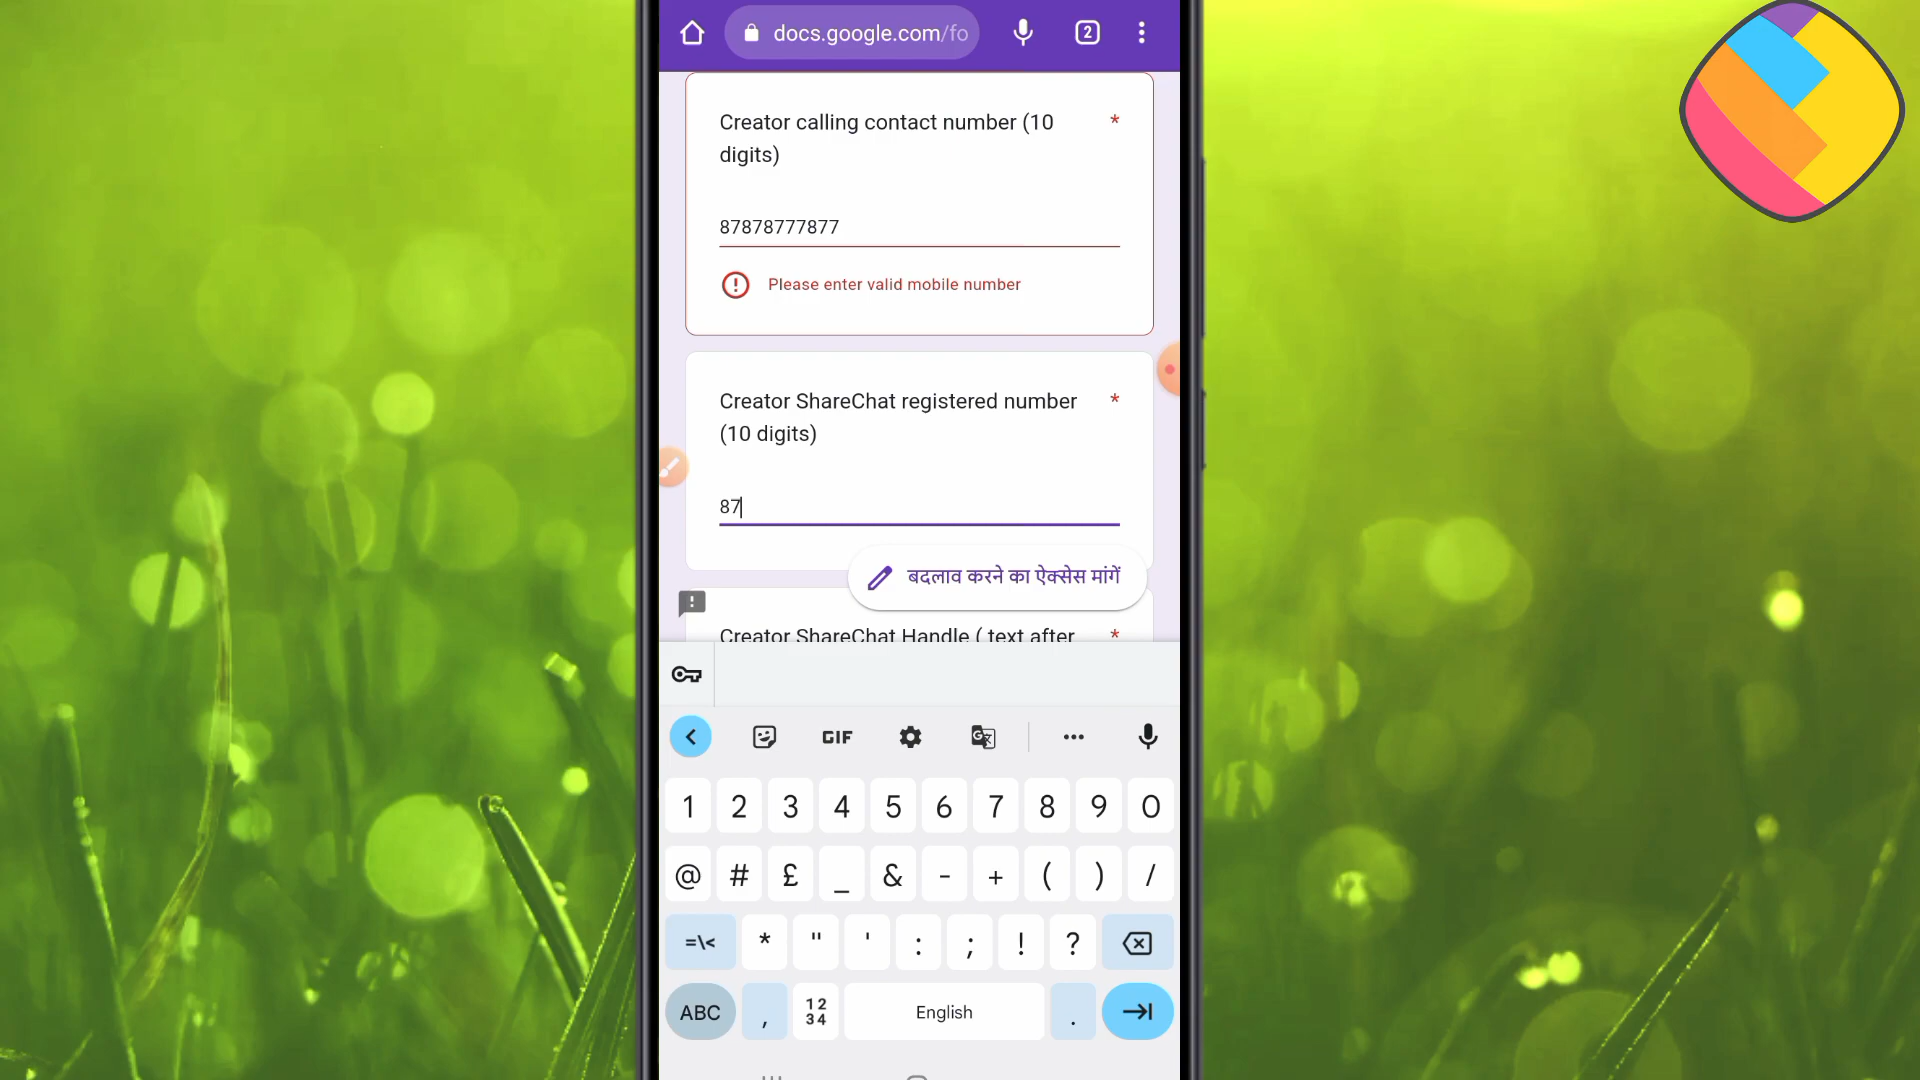 docs.google.com/fo
2
Creator calling contact number (10 *
digits)
87878777877
Please enter valid mobile number
Creator ShareChat registered number *
(10 digits)
87
बदलाव करने का ऐक्सेस मांगें
Creator ShareChat Handle ( text after *
GIF
1 2 3 4 5 6 7 8 9 0
@ # £ _ & - + ( ) /
=\< * " ' : ; ! ?
ABC , 12 34 English .